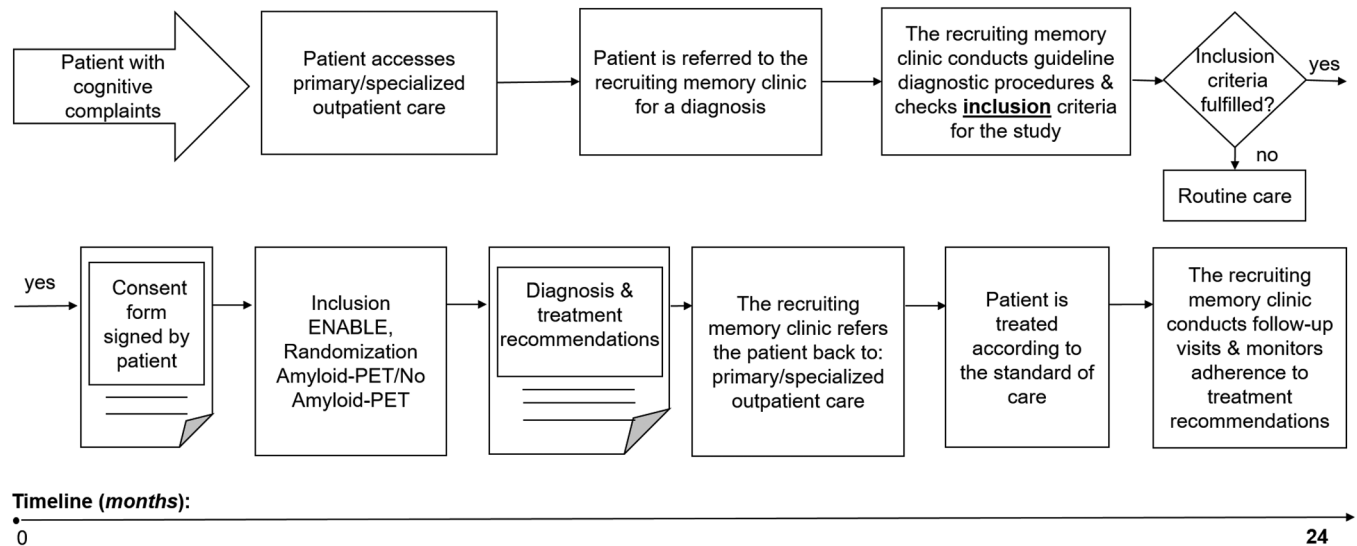 Patient with
cognitive
complaints
Patient accesses
primary/specialized
outpatient care
Patient is referred to the
recruiting memory clinic
for a diagnosis
The recruiting memory
clinic conducts guideline
diagnostic procedures &
checks inclusion criteria
for the study
Inclusion
criteria
fulfilled?
yes
no
Routine care
yes
Consent
form
signed by
patient
Inclusion
ENABLE,
Randomization
Amyloid-PET/No
Amyloid-PET
Diagnosis &
treatment
recommendations
The recruiting
memory clinic refers
the patient back to:
primary/specialized
outpatient care
Patient is
treated
according to
the standard of
care
The recruiting
memory clinic
conducts follow-up
visits & monitors
adherence to
treatment
recommendations
Timeline (months):
0
24